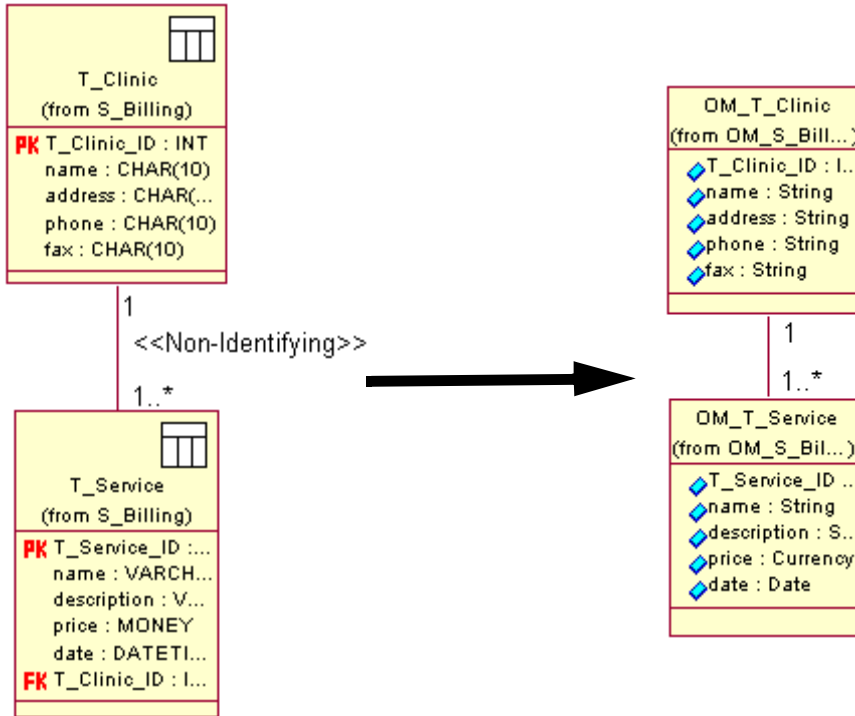 T_Clinic
(from S_Billing)
PK T_Clinic_ID : INT
name : CHAR(10)
address : CHAR(...
phone : CHAR(10)
fax : CHAR(10)
1
<<Non-Identifying>>
1..*
T_Service
(from S_Billing)
PK T_Service_ID :...
name : VARCH...
description : V...
price : MONEY
date : DATETI...
FK T_Clinic_ID : I...
OM_T_Clinic
(from OM_S_Bill...)
T_Clinic_ID : I...
name : String
address : String
phone : String
fax : String
1
1..*
OM_T_Service
(from OM_S_Bil...)
T_Service_ID ...
name : String
description : S...
price : Currency
date : Date